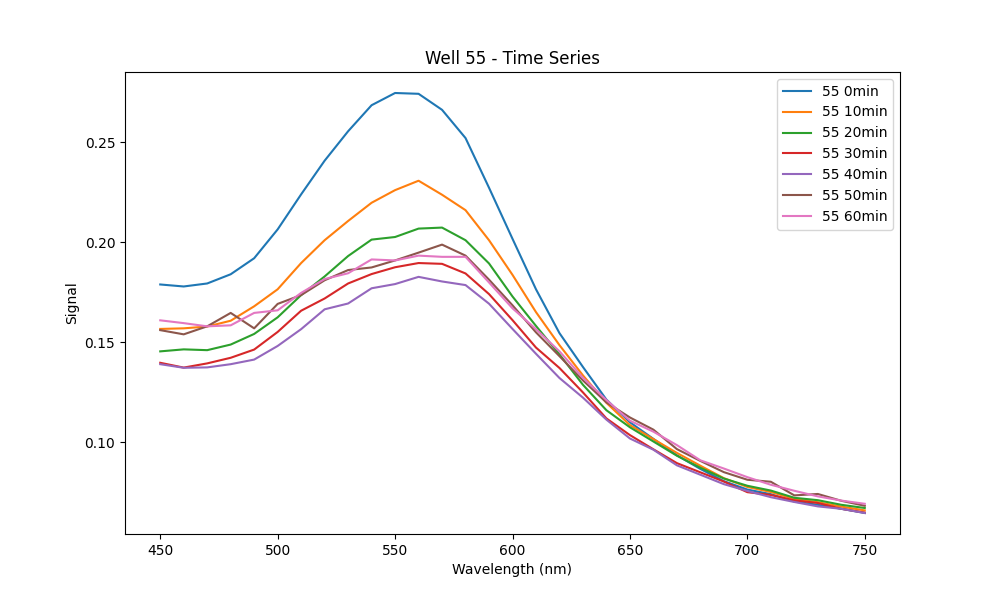 Well 55 - Time Series
55 0min
55 10min
55 20min
55 30min
55 40min
55 50min
55 60min
Signal
0.25
0.20
0.15
0.10
450 500 550 600 650 700 750
Wavelength (nm)